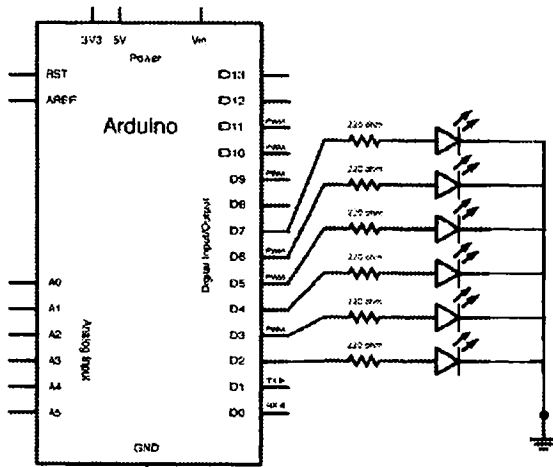 3V3 5V Vin
Power
RST
AREF
Arduino
D13
D12
D11 PWM
D10 PWM
D9 PWM
D8
D7
D6 PWM
D5 PWM
D4
D3 PWM
D2
D1
D0
Digital Input/Output
A0
A1
A2
A3
A4
A5
Analog Input
GND
220 ohm
220 ohm
220 ohm
220 ohm
220 ohm
220 ohm